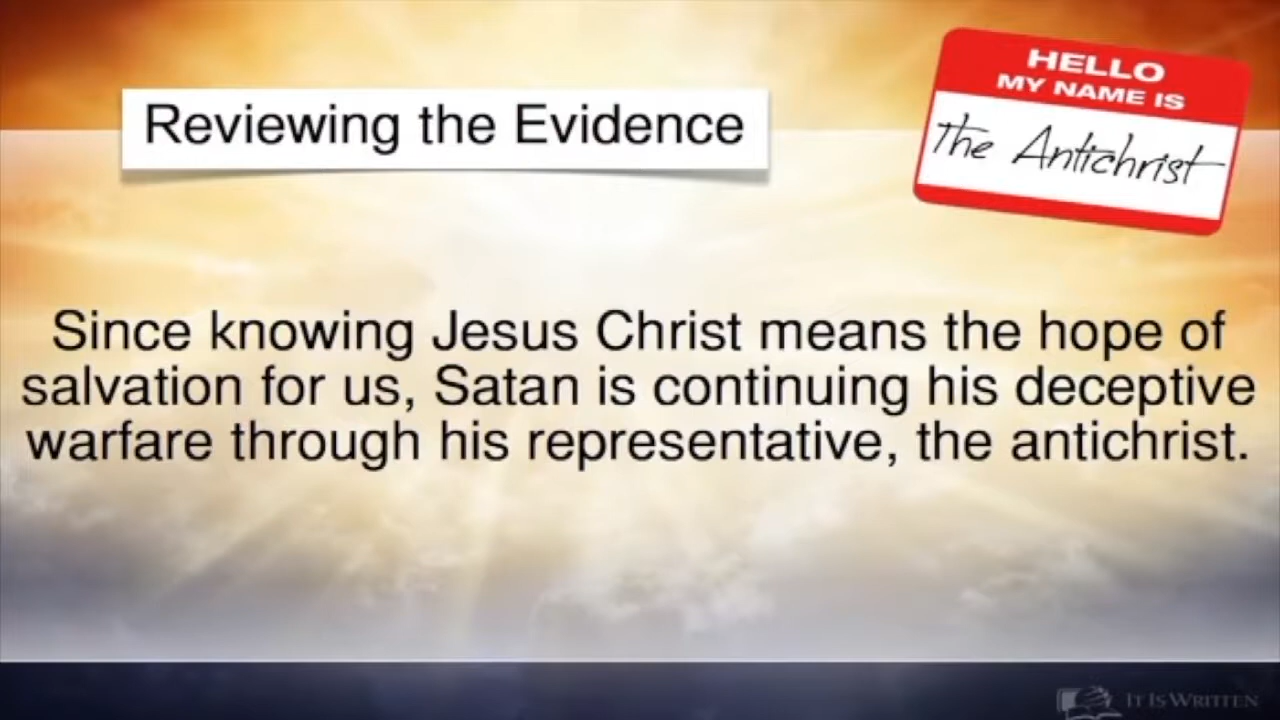 HELLO
MY NAME IS
The Antichrist
Reviewing the Evidence
Since knowing Jesus Christ means the hope of
salvation for us, Satan is continuing his deceptive
warfare through his representative, the antichrist.
IT IS WRITTEN